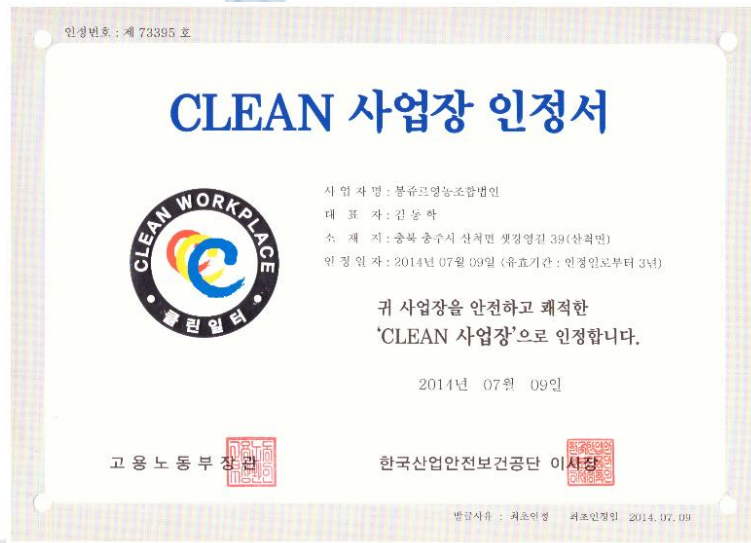 인정번호 : 제 73395 호
CLEAN 사업장 인정서
CLEAN WORKPLACE
클린일터
사 업 자 명 : 봉쥬르영농조합법인
대 표 자 : 김동학
소 재 지 : 충북 충주시 산척면 샛강영길 39(산척면)
인 정 일 자 : 2014년 07월 09일 (유효기간 : 인정일로부터 3년)
귀 사업장을 안전하고 쾌적한
'CLEAN 사업장'으로 인정합니다.
2014년 07월 09일
고용노동부장관
한국산업안전보건공단 이사장
발급사유 : 최초인정 최초인정일 2014.07.09